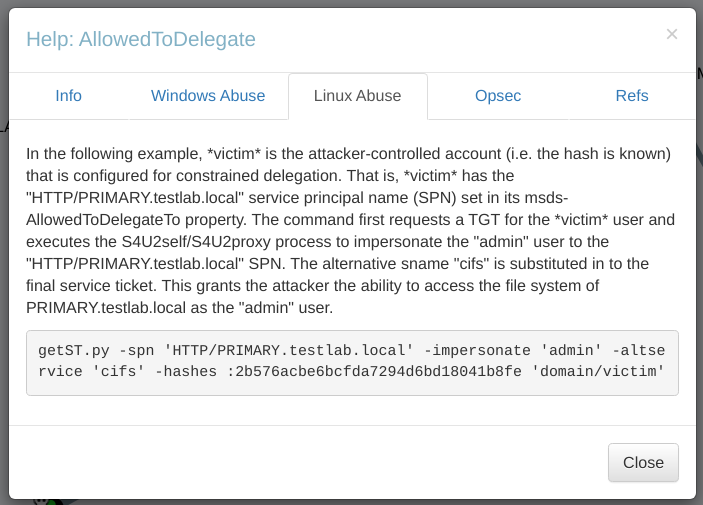 Help: AllowedToDelegate
×
Info
Windows Abuse
Linux Abuse
Opsec
Refs
In the following example, *victim* is the attacker-controlled account (i.e. the hash is known)
that is configured for constrained delegation. That is, *victim* has the
"HTTP/PRIMARY.testlab.local" service principal name (SPN) set in its msds-
AllowedToDelegateTo property. The command first requests a TGT for the *victim* user and
executes the S4U2self/S4U2proxy process to impersonate the "admin" user to the
"HTTP/PRIMARY.testlab.local" SPN. The alternative sname "cifs" is substituted in to the
final service ticket. This grants the attacker the ability to access the file system of
PRIMARY.testlab.local as the "admin" user.
getST.py -spn 'HTTP/PRIMARY.testlab.local' -impersonate 'admin' -altse
rvice 'cifs' -hashes :2b576acbe6bcfda7294d6bd18041b8fe 'domain/victim'
Close